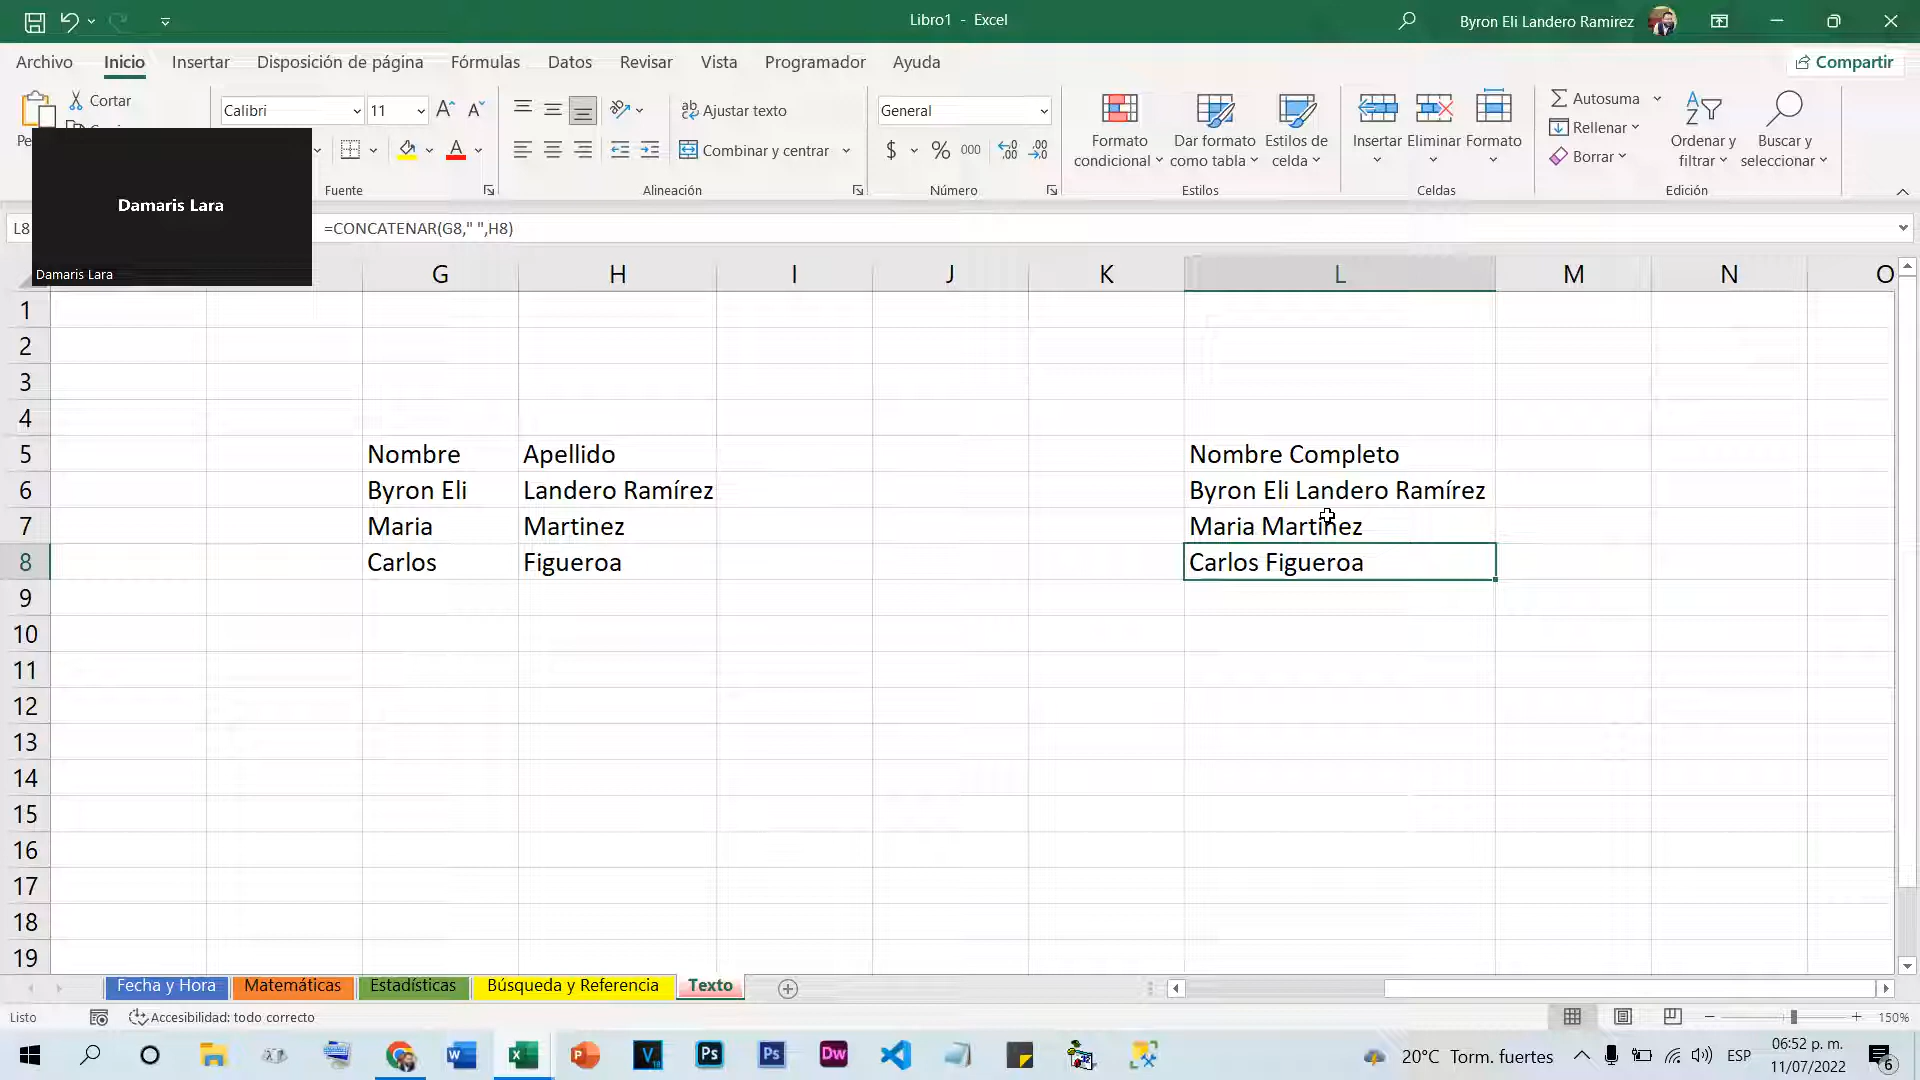 Libro1 - Excel
Byron Eli Landero Ramirez
Archivo Inicio Insertar Disposición de página Fórmulas Datos Revisar Vista Programador Ayuda Compartir
Cortar
Calibri 11
Ajustar texto
General
Formato condicional
Dar formato como tabla
Estilos de celda
Insertar Eliminar Formato
Autosuma
Rellenar
Borrar
Ordenar y filtrar
Buscar y seleccionar
Combinar y centrar
$ % 000
Fuente Alineación Número Estilos Celdas Edición
Damaris Lara
Damaris Lara
L8 =CONCATENAR(G8," ",H8)
G H I J K L M N O
1
2
3
4
5 Nombre Apellido Nombre Completo
6 Byron Eli Landero Ramírez Byron Eli Landero Ramírez
7 Maria Martinez Maria Martinez
8 Carlos Figueroa Carlos Figueroa
9
10
11
12
13
14
15
16
17
18
19
Fecha y Hora Matemáticas Estadísticas Búsqueda y Referencia Texto
Listo Accesibilidad: todo correcto 150%
20°C Torm. fuertes ESP 06:52 p. m.
11/07/2022 6